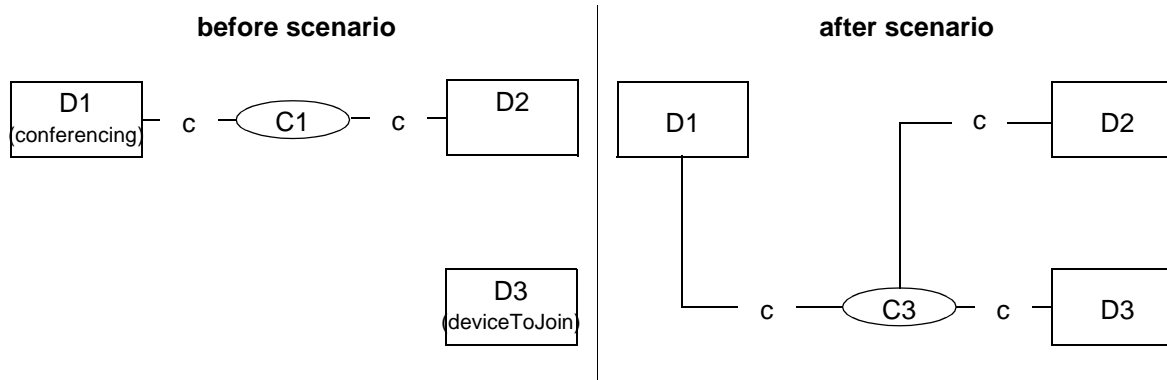 before scenario
D1
(conferencing)
c
C1
c
D2
D3
(deviceToJoin)
after scenario
D1
c
D2
c
C3
c
D3